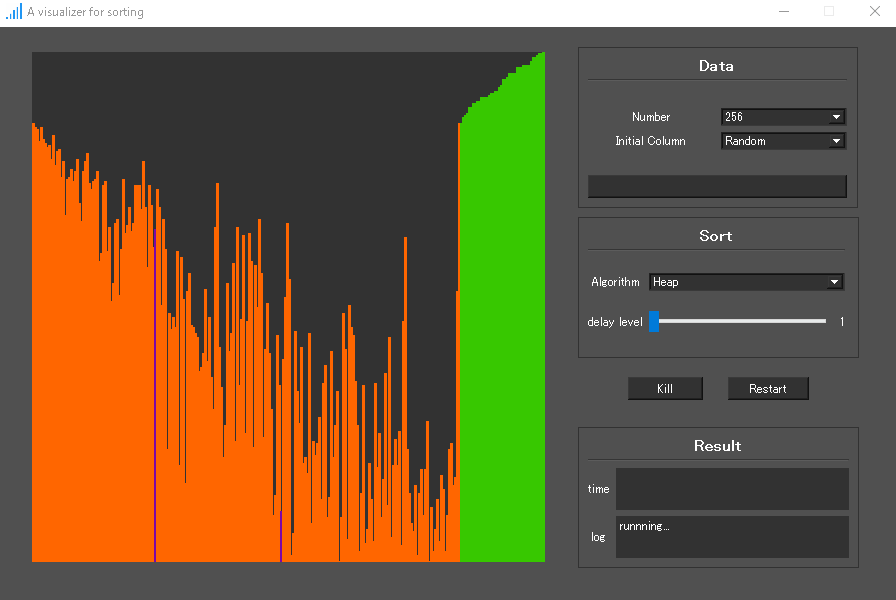 A visualizer for sorting
Data
Number 256
Initial Column Random
Sort
Algorithm Heap
delay level 1
Kill Restart
Result
time
log runnning...